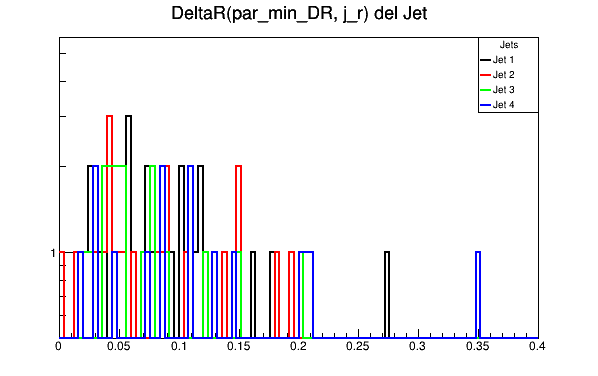 DeltaR(par_min_DR, j_r) del Jet
Jets
Jet 1
Jet 2
Jet 3
Jet 4
1
0 0.05 0.1 0.15 0.2 0.25 0.3 0.35 0.4